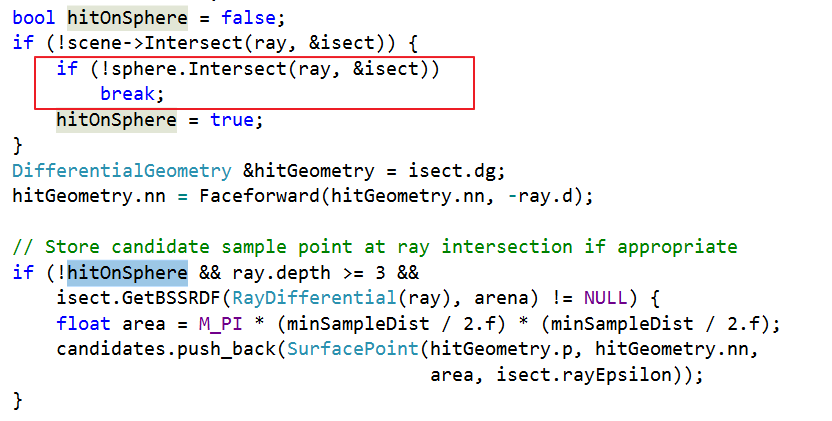 bool hitOnSphere = false;
if (!scene->Intersect(ray, &isect)) {
    if (!sphere.Intersect(ray, &isect))
        break;
    hitOnSphere = true;
}
DifferentialGeometry &hitGeometry = isect.dg;
hitGeometry.nn = Faceforward(hitGeometry.nn, -ray.d);

// Store candidate sample point at ray intersection if appropriate
if (!hitOnSphere && ray.depth >= 3 &&
    isect.GetBSSRDF(RayDifferential(ray), arena) != NULL) {
    float area = M_PI * (minSampleDist / 2.f) * (minSampleDist / 2.f);
    candidates.push_back(SurfacePoint(hitGeometry.p, hitGeometry.nn,
                                      area, isect.rayEpsilon));
}